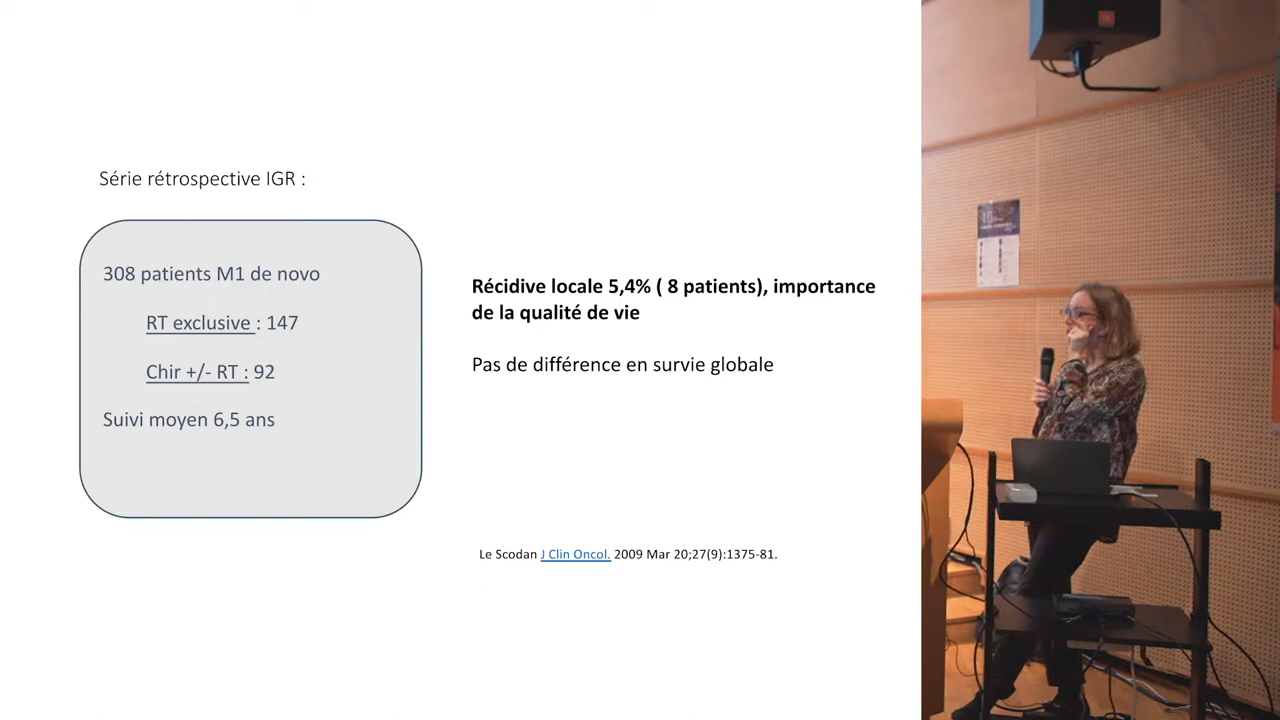 Série rétrospective IGR :
308 patients M1 de novo
RT exclusive : 147
Chir +/- RT : 92
Suivi moyen 6,5 ans
Récidive locale 5,4% ( 8 patients), importance
de la qualité de vie
Pas de différence en survie globale
Le Scodan J Clin Oncol. 2009 Mar 20;27(9):1375-81.